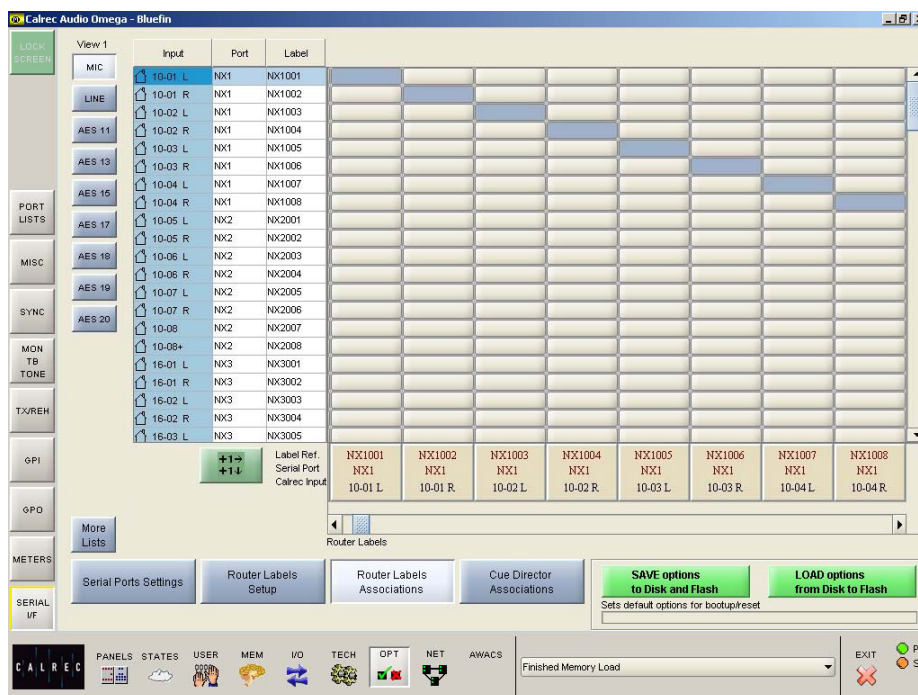 Calrec Audio Omega - Bluefin
LOCK
SCREEN
View 1
MIC
LINE
AES 11
AES 13
AES 15
AES 17
AES 18
AES 19
AES 20
PORT
LISTS
MISC
SYNC
MON
TB
TONE
TX/REH
GPI
GPO
METERS
SERIAL
I/F
Input Port Label
10-01 L NX1 NX1001
10-01 R NX1 NX1002
10-02 L NX1 NX1003
10-02 R NX1 NX1004
10-03 L NX1 NX1005
10-03 R NX1 NX1006
10-04 L NX1 NX1007
10-04 R NX1 NX1008
10-05 L NX2 NX2001
10-05 R NX2 NX2002
10-06 L NX2 NX2003
10-06 R NX2 NX2004
10-07 L NX2 NX2005
10-07 R NX2 NX2006
10-08 NX2 NX2007
10-08+ NX2 NX2008
16-01 L NX3 NX3001
16-01 R NX3 NX3002
16-02 L NX3 NX3003
16-02 R NX3 NX3004
16-03 L NX3 NX3005
+1→
+1↓
Label Ref. NX1001 NX1002 NX1003 NX1004 NX1005 NX1006 NX1007 NX1008
Serial Port NX1 NX1 NX1 NX1 NX1 NX1 NX1 NX1
Calrec Input 10-01 L 10-01 R 10-02 L 10-02 R 10-03 L 10-03 R 10-04 L 10-04 R
More
Lists
Router Labels
Serial Ports Settings
Router Labels
Setup
Router Labels
Associations
Cue Director
Associations
SAVE options
to Disk and Flash
LOAD options
from Disk to Flash
Sets default options for bootup/reset
CALREC
PANELS STATES USER MEM I/O TECH OPT NET AWACS
Finished Memory Load
EXIT
P
S